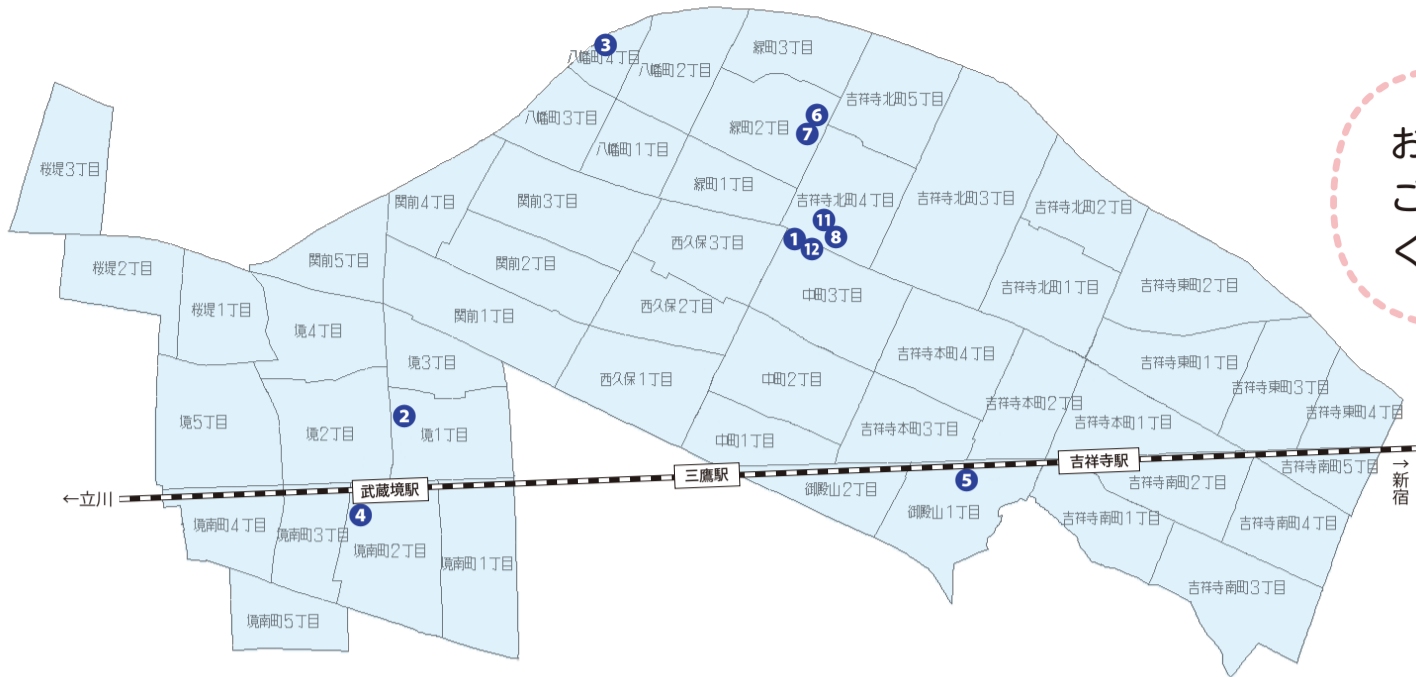 3
八幡町4丁目
八幡町2丁目
緑町3丁目
吉祥寺北町5丁目
八幡町3丁目
八幡町1丁目
緑町2丁目
6
7
お
ご
く
桜堤3丁目
関前4丁目
関前3丁目
緑町1丁目
吉祥寺北町4丁目
吉祥寺北町3丁目
吉祥寺北町2丁目
11
1
8
12
西久保3丁目
桜堤2丁目
関前5丁目
関前2丁目
桜堤1丁目
境4丁目
関前1丁目
西久保2丁目
中町3丁目
吉祥寺北町1丁目
吉祥寺東町2丁目
境3丁目
西久保1丁目
中町2丁目
吉祥寺本町4丁目
吉祥寺東町1丁目
吉祥寺東町3丁目
吉祥寺東町4丁目
境5丁目
境2丁目
2
境1丁目
中町1丁目
吉祥寺本町3丁目
吉祥寺本町2丁目
吉祥寺本町1丁目
←立川
武蔵境駅
三鷹駅
吉祥寺駅
→新宿
4
5
境南町4丁目
境南町3丁目
境南町2丁目
境南町1丁目
境南町5丁目
御殿山2丁目
御殿山1丁目
吉祥寺南町1丁目
吉祥寺南町2丁目
吉祥寺南町5丁目
吉祥寺南町4丁目
吉祥寺南町3丁目